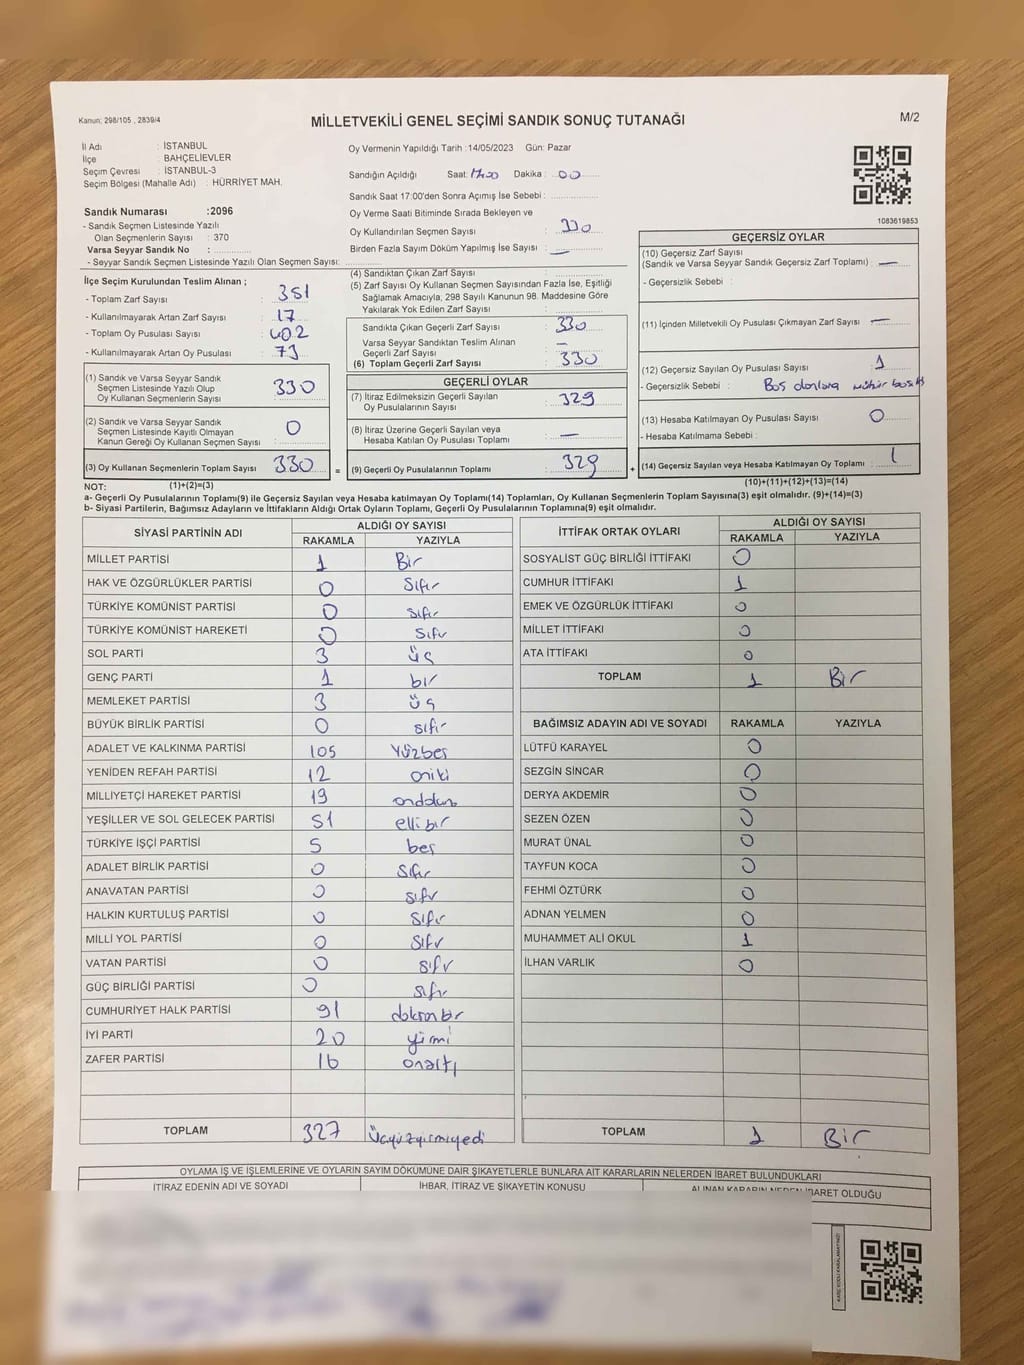 Kanun; 298/105 , 2839/4
MİLLETVEKİLİ GENEL SEÇİMİ SANDIK SONUÇ TUTANAĞI
M/2
İl Adı : İSTANBUL
İlçe : BAHÇELİEVLER
Seçim Çevresi : İSTANBUL-3
Seçim Bölgesi (Mahalle Adı) : HÜRRİYET MAH.
Sandık Numarası :2096
- Sandık Seçmen Listesinde Yazılı
Olan Seçmenlerin Sayısı : 370
Varsa Seyyar Sandık No :
- Seyyar Sandık Seçmen Listesinde Yazılı Olan Seçmen Sayısı:
Oy Vermenin Yapıldığı Tarih :14/05/2023 Gün: Pazar
Sandığın Açıldığı Saat: 17:00 Dakika : 00
Sandık Saat 17:00'den Sonra Açımış İse Sebebi :
Oy Verme Saati Bitiminde Sırada Bekleyen ve
Oy Kullandırılan Seçmen Sayısı : 330
Birden Fazla Sayım Döküm Yapılmış İse Sayısı : —
1083619853
İlçe Seçim Kurulundan Teslim Alınan ;
- Toplam Zarf Sayısı : 351
- Kullanılmayarak Artan Zarf Sayısı : 17
- Toplam Oy Pusulası Sayısı : 402
- Kullanılmayarak Artan Oy Pusulası : 73
(1) Sandık ve Varsa Seyyar Sandık
Seçmen Listesinde Yazılı Olup
Oy Kullanan Seçmenlerin Sayısı : 330
(2) Sandık ve Varsa Seyyar Sandık
Seçmen Listesinde Kayıtlı Olmayan
Kanun Gereği Oy Kullanan Seçmen Sayısı : 0
(3) Oy Kullanan Seçmenlerin Toplam Sayısı : 330 =
(4) Sandıktan Çıkan Zarf Sayısı :
(5) Zarf Sayısı Oy Kullanan Seçmen Sayısından Fazla İse, Eşitliği
Sağlamak Amacıyla, 298 Sayılı Kanunun 98. Maddesine Göre
Yakılarak Yok Edilen Zarf Sayısı :
Sandıkta Çıkan Geçerli Zarf Sayısı : 330
Varsa Seyyar Sandıktan Teslim Alınan
Geçerli Zarf Sayısı : —
(6) Toplam Geçerli Zarf Sayısı : 330
GEÇERLİ OYLAR
(7) İtiraz Edilmeksizin Geçerli Sayılan
Oy Pusulalarının Sayısı : 329
(8) İtiraz Üzerine Geçerli Sayılan veya
Hesaba Katılan Oy Pusulası Toplamı : —
(9) Geçerli Oy Pusulalarının Toplamı : 329 +
GEÇERSİZ OYLAR
(10) Geçersiz Zarf Sayısı
(Sandık ve Varsa Seyyar Sandık Geçersiz Zarf Toplamı) : —
- Geçersizlik Sebebi :
(11) İçinden Milletvekili Oy Pusulası Çıkmayan Zarf Sayısı : —
(12) Geçersiz Sayılan Oy Pusulası Sayısı : 1
- Geçersizlik Sebebi : Boş
(13) Hesaba Katılmayan Oy Pusulası Sayısı : 0
- Hesaba Katılmama Sebebi :
(14) Geçersiz Sayılan veya Hesaba Katılmayan Oy Toplamı : 1
NOT: (1)+(2)=(3)
(10)+(11)+(12)+(13)=(14)
a- Geçerli Oy Pusulalarının Toplamı(9) ile Geçersiz Sayılan veya Hesaba katılmayan Oy Toplamı(14) Toplamları, Oy Kullanan Seçmenlerin Toplam Sayısına(3) eşit olmalıdır. (9)+(14)=(3)
b- Siyasi Partilerin, Bağımsız Adayların ve İttifakların Aldığı Ortak Oyların Toplamı, Geçerli Oy Pusulalarının Toplamına(9) eşit olmalıdır.
SİYASİ PARTİNİN ADI ALDIĞI OY SAYISI
RAKAMLA YAZIYLA
MİLLET PARTİSİ 1 Bir
HAK VE ÖZGÜRLÜKLER PARTİSİ 0 Sıfır
TÜRKİYE KOMÜNİST PARTİSİ 0 sıfır
TÜRKİYE KOMÜNİST HAREKETİ 0 sıfır
SOL PARTİ 3 üç
GENÇ PARTİ 1 bir
MEMLEKET PARTİSİ 3 üç
BÜYÜK BİRLİK PARTİSİ 0 sıfır
ADALET VE KALKINMA PARTİSİ 105 Yüzbeş
YENİDEN REFAH PARTİSİ 12 oniki
MİLLİYETÇİ HAREKET PARTİSİ 19 ondokuz
YEŞİLLER VE SOL GELECEK PARTİSİ 51 ellibir
TÜRKİYE İŞÇİ PARTİSİ 5 beş
ADALET BİRLİK PARTİSİ 0 Sıfır
ANAVATAN PARTİSİ 0 sıfır
HALKIN KURTULUŞ PARTİSİ 0 sıfır
MİLLİ YOL PARTİSİ 0 sıfır
VATAN PARTİSİ 0 sıfır
GÜÇ BİRLİĞİ PARTİSİ 0 sıfır
CUMHURİYET HALK PARTİSİ 91 doksanbir
İYİ PARTİ 20 yirmi
ZAFER PARTİSİ 16 onaltı
TOPLAM 327 üçyüzyirmiyedi
İTTİFAK ORTAK OYLARI ALDIĞI OY SAYISI
RAKAMLA YAZIYLA
SOSYALİST GÜÇ BİRLİĞİ İTTİFAKI 0
CUMHUR İTTİFAKI 1
EMEK VE ÖZGÜRLÜK İTTİFAKI 0
MİLLET İTTİFAKI 0
ATA İTTİFAKI 0
TOPLAM 1 Bir
BAĞIMSIZ ADAYIN ADI VE SOYADI RAKAMLA YAZIYLA
LÜTFÜ KARAYEL 0
SEZGİN SİNCAR 0
DERYA AKDEMİR 0
SEZEN ÖZEN 0
MURAT ÜNAL 0
TAYFUN KOCA 0
FEHMİ ÖZTÜRK 0
ADNAN YELMEN 0
MUHAMMET ALİ OKUL 1
İLHAN VARLIK 0
TOPLAM 1 Bir
OYLAMA İŞ VE İŞLEMLERİNE VE OYLARIN SAYIM DÖKÜMÜNE DAİR ŞİKAYETLERLE BUNLARA AİT KARARLARIN NELERDEN İBARET BULUNDUKLARI
İTİRAZ EDENİN ADI VE SOYADI İHBAR, İTİRAZ VE ŞİKAYETİN KONUSU ALINAN KARARIN NEDEN İBARET OLDUĞU